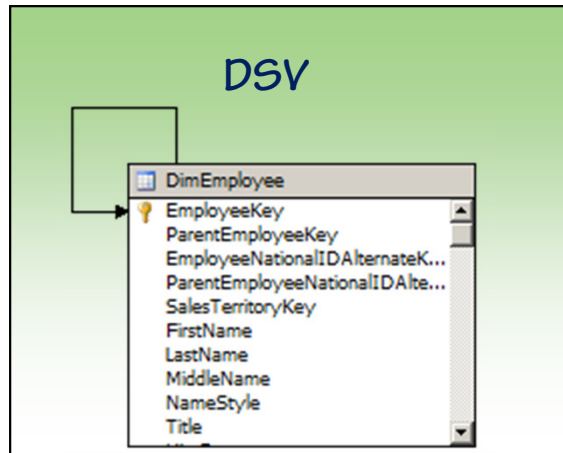 DSV
DimEmployee
EmployeeKey
ParentEmployeeKey
EmployeeNationalIDAlternateK...
ParentEmployeeNationalIDAlte...
SalesTerritoryKey
FirstName
LastName
MiddleName
NameStyle
Title